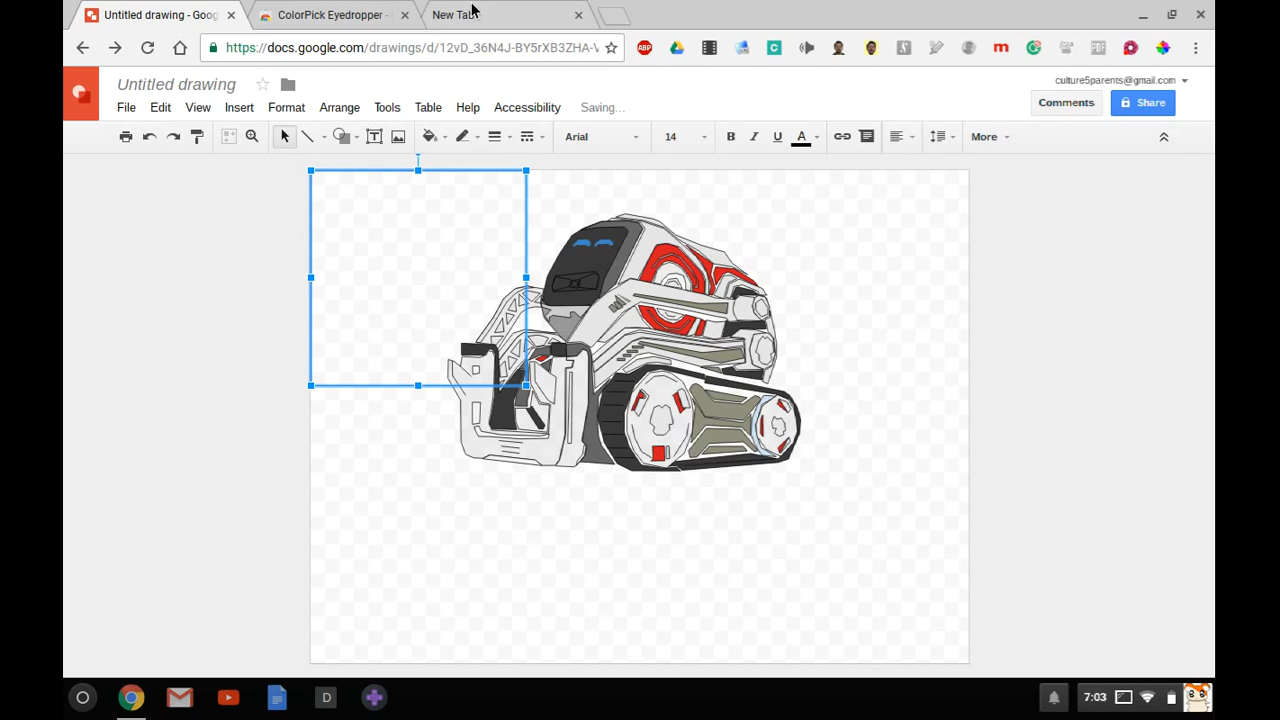 Untitled drawing - Goog
ColorPick Eyedropper -
New Tab
https://docs.google.com/drawings/d/12vD_36N4J-BY5rXB3ZHA-V
ABP
Untitled drawing
culture5parents@gmail.com
File Edit View Insert Format Arrange Tools Table Help Accessibility Saving...
Comments Share
Arial 14 B I U A More
D
7:03